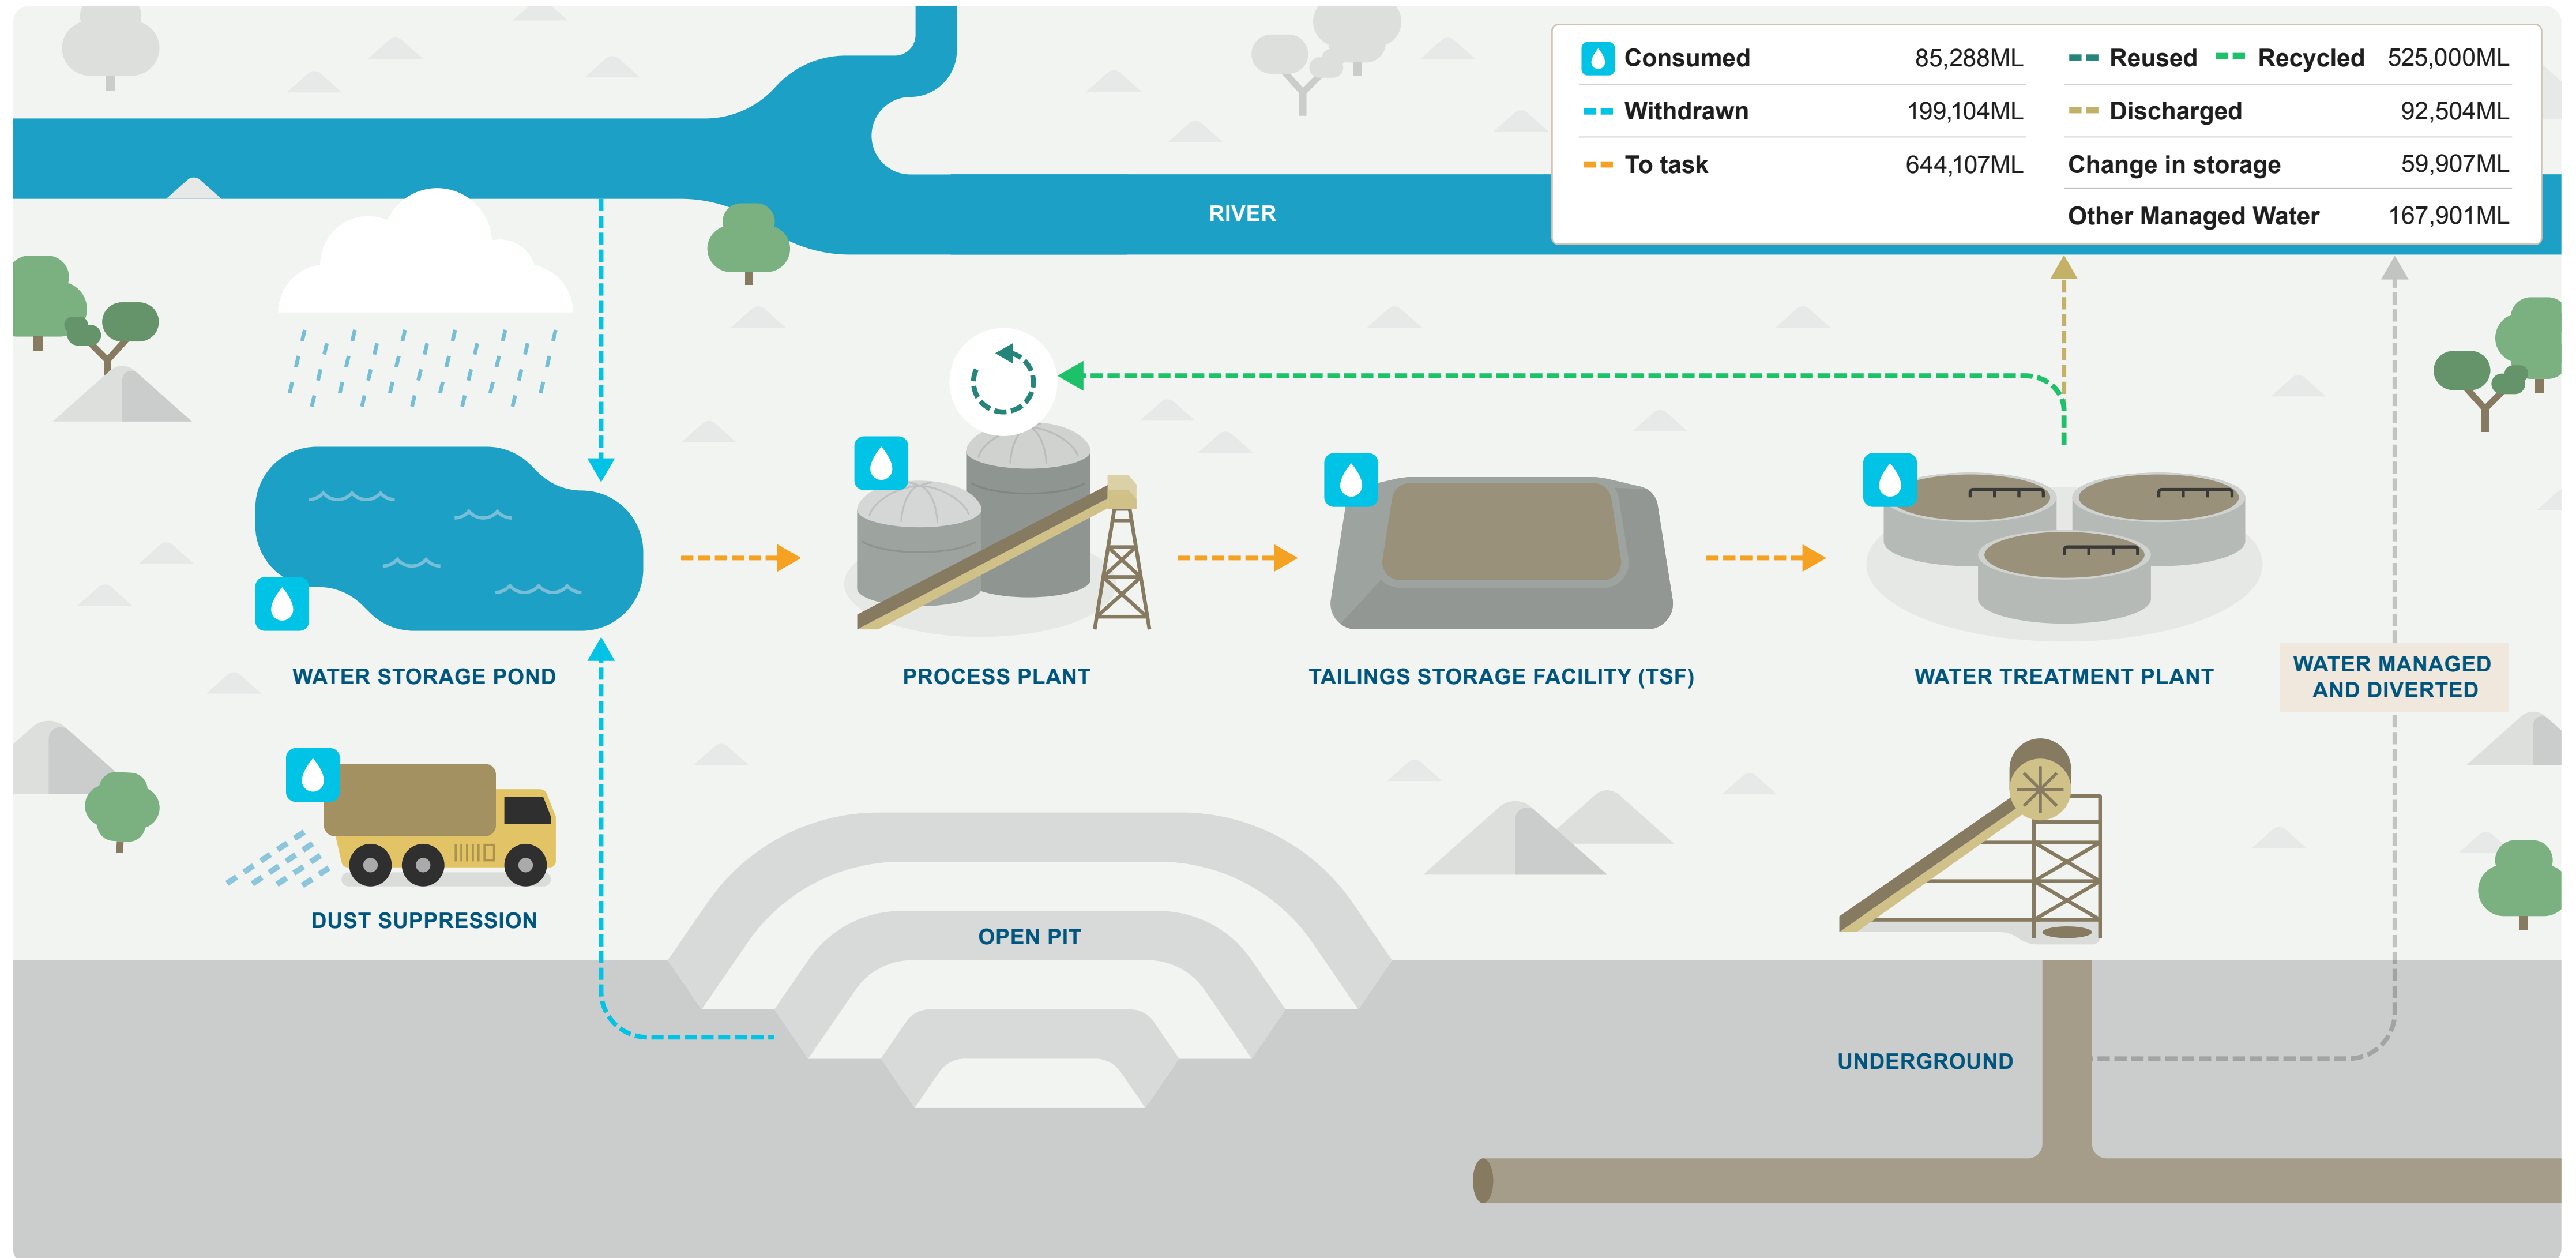 Consumed 85,288ML
Reused Recycled 525,000ML
Withdrawn 199,104ML
Discharged 92,504ML
To task 644,107ML
Change in storage 59,907ML
Other Managed Water 167,901ML
RIVER
WATER STORAGE POND
PROCESS PLANT
TAILINGS STORAGE FACILITY (TSF)
WATER TREATMENT PLANT
WATER MANAGED
AND DIVERTED
DUST SUPPRESSION
OPEN PIT
UNDERGROUND